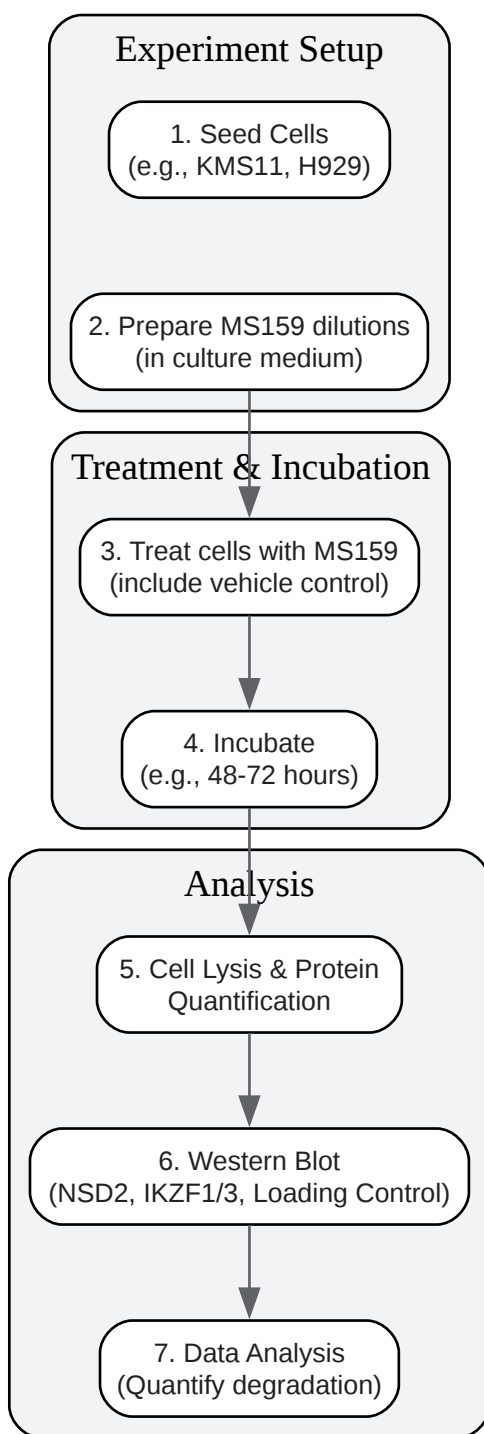 Experiment Setup
1. Seed Cells
(e.g., KMS11, H929)
2. Prepare MS159 dilutions
(in culture medium)
Treatment & Incubation
3. Treat cells with MS159
(include vehicle control)
4. Incubate
(e.g., 48-72 hours)
Analysis
5. Cell Lysis & Protein
Quantification
6. Western Blot
(NSD2, IKZF1/3, Loading Control)
7. Data Analysis
(Quantify degradation)